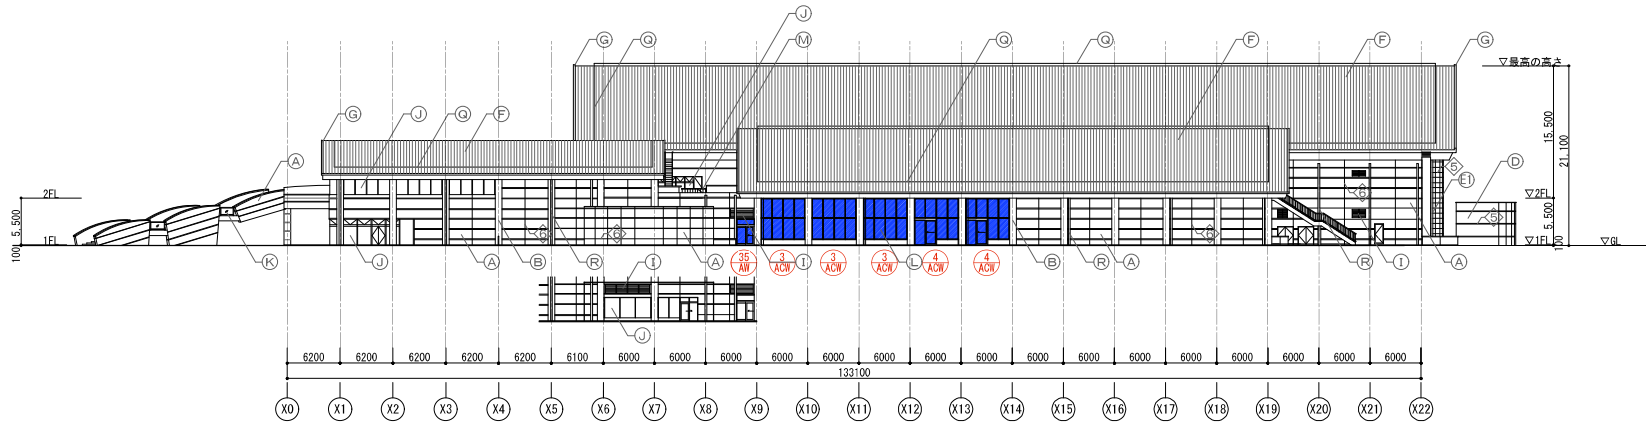 J
G Q M Q Q F F G
▽最高の高さ
G J Q F
15,500
21,100
A
5
D
E1
2FL
▽2FL
6
5
5,500
5,500
6 6
6
1FL
▽1FL
▽GL
100
100
K J A B R I A
35
AW
I
3
ACW
3
ACW
3
ACW
L
4
ACW
4
ACW
B R A R I A
J
6200 6200 6200 6200 6200 6100 6000 6000 6000 6000 6000 6000 6000 6000 6000 6000 6000 6000 6000 6000 6000 6000
133100
X0 X1 X2 X3 X4 X5 X6 X7 X8 X9 X10 X11 X12 X13 X14 X15 X16 X17 X18 X19 X20 X21 X22